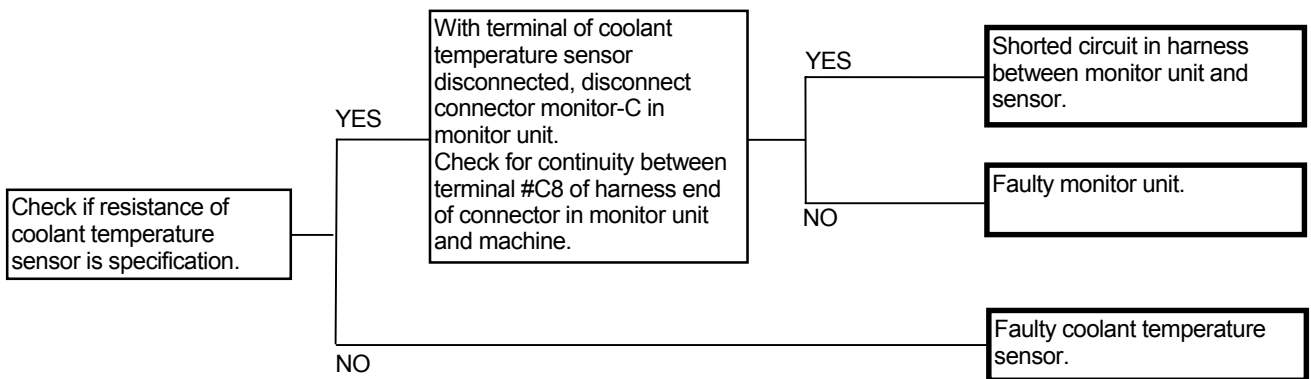 Check if resistance of
coolant temperature
sensor is specification.
YES
NO
With terminal of coolant
temperature sensor
disconnected, disconnect
connector monitor-C in
monitor unit.
Check for continuity between
terminal #C8 of harness end
of connector in monitor unit
and machine.
YES
NO
Shorted circuit in harness
between monitor unit and
sensor.
Faulty monitor unit.
Faulty coolant temperature
sensor.